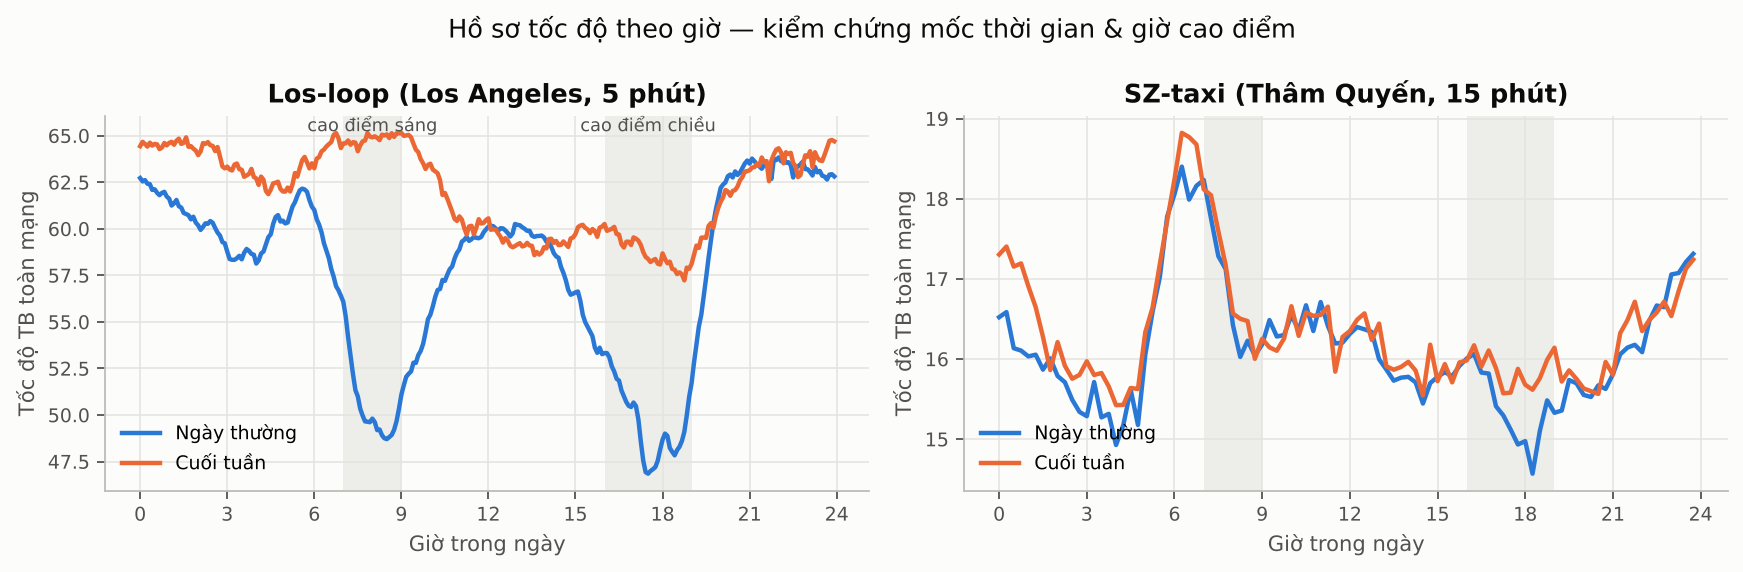 Hồ sơ tốc độ theo giờ — kiểm chứng mốc thời gian & giờ cao điểm
Los-loop (Los Angeles, 5 phút)
cao điểm sáng
cao điểm chiều
65.0
62.5
60.0
57.5
55.0
52.5
50.0
47.5
Tốc độ TB toàn mạng
Ngày thường
Cuối tuần
0 3 6 9 12 15 18 21 24
Giờ trong ngày
SZ-taxi (Thâm Quyến, 15 phút)
19
18
17
16
15
Tốc độ TB toàn mạng
Ngày thường
Cuối tuần
0 3 6 9 12 15 18 21 24
Giờ trong ngày